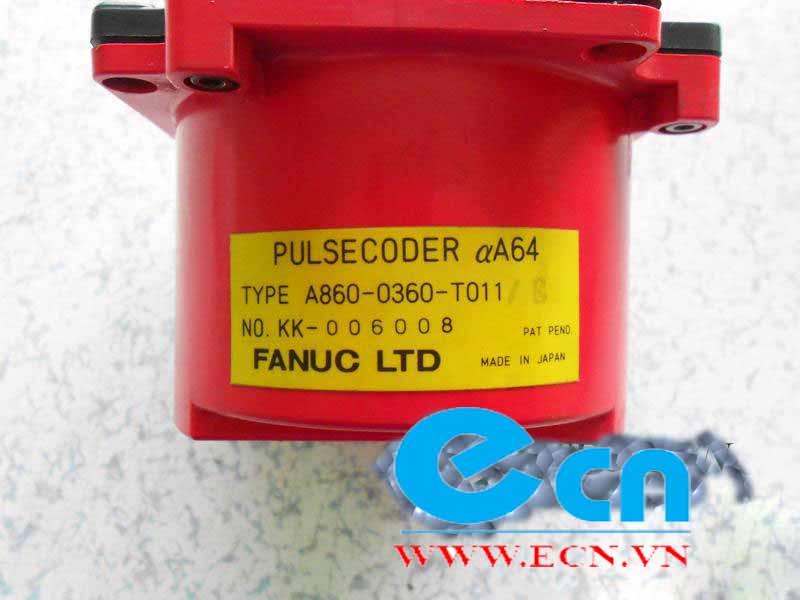 PULSECODER αA64
TYPE A860-0360-T011/
NO. KK-006008 PAT PEND
FANUC LTD MADE IN JAPAN
ecn
WWW.ECN.VN